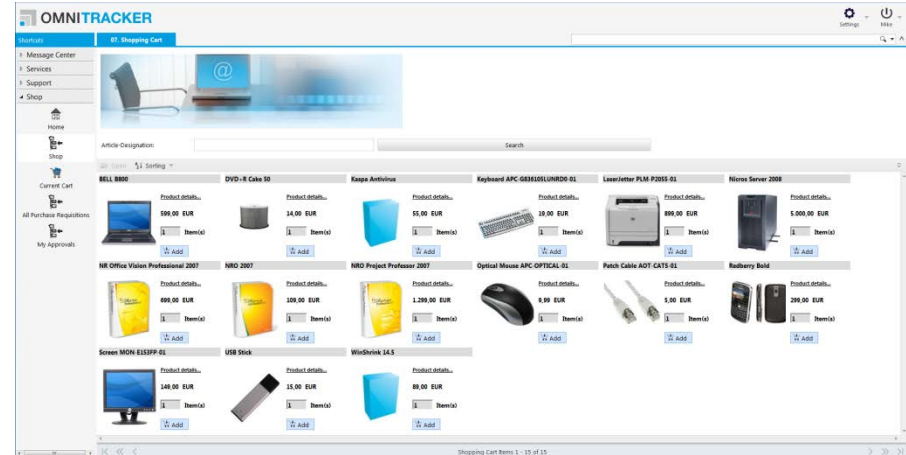 OMNITRACKER
Settings
Mike
Shortcuts
07. Shopping Cart
Message Center
Services
Support
Shop
Home
Shop
Current Cart
All Purchase Requisitions
My Approvals
@
Article-Designation:
Search
Open Sorting
BELL B800 DVD+R Cake 50 Kaspa Antivirus Keyboard APC-G836105LUNRD0-01 LaserJetter PLM-P2055-01 Nicros Server 2008
Product details... Product details... Product details... Product details... Product details... Product details...
599,00 EUR 14,00 EUR 55,00 EUR 19,00 EUR 899,00 EUR 5.000,00 EUR
1 Item(s) 1 Item(s) 1 Item(s) 1 Item(s) 1 Item(s) 1 Item(s)
Add Add Add Add Add Add
NR Office Vision Professional 2007 NRO 2007 NRO Project Professor 2007 Optical Mouse APC-OPTICAL-01 Patch Cable AOT-CAT5-01 Redberry Bold
Product details... Product details... Product details... Product details... Product details... Product details...
699,00 EUR 109,00 EUR 1.299,00 EUR 9,99 EUR 5,00 EUR 299,00 EUR
1 Item(s) 1 Item(s) 1 Item(s) 1 Item(s) 1 Item(s) 1 Item(s)
Add Add Add Add Add Add
Screen MON-E153FP-01 USB Stick WinShrink 14.5
Product details... Product details... Product details...
149,00 EUR 15,00 EUR 89,00 EUR
1 Item(s) 1 Item(s) 1 Item(s)
Add Add Add
Shopping Cart Items 1 - 15 of 15